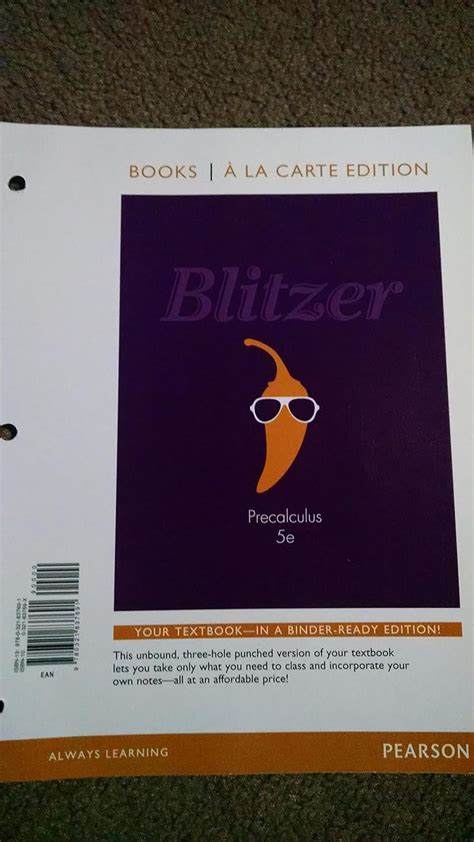 BOOKS | À LA CARTE EDITION
Blitzer
Precalculus
5e
YOUR TEXTBOOK—IN A BINDER-READY EDITION!
This unbound, three-hole punched version of your textbook
lets you take only what you need to class and incorporate your
own notes—all at an affordable price!
EAN
ALWAYS LEARNING
PEARSON